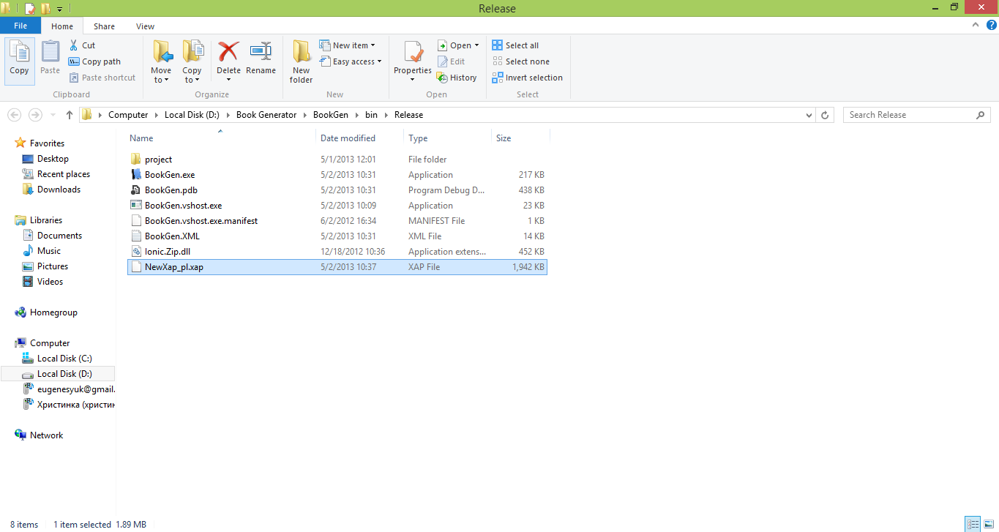 Release
File Home Share View
Copy
Paste
Cut
Copy path
Paste shortcut
Clipboard
Move to
Copy to
Delete
Rename
Organize
New folder
New item
Easy access
New
Properties
Open
Edit
History
Open
Select all
Select none
Invert selection
Select
Computer Local Disk (D:) Book Generator BookGen bin Release
Search Release
Favorites
Desktop
Recent places
Downloads
Libraries
Documents
Music
Pictures
Videos
Homegroup
Computer
Local Disk (C:)
Local Disk (D:)
eugenesyuk@gmail.
Христинка (христин
Network
Name Date modified Type Size
project 5/1/2013 12:01 File folder
BookGen.exe 5/2/2013 10:31 Application 217 KB
BookGen.pdb 5/2/2013 10:31 Program Debug D... 438 KB
BookGen.vshost.exe 5/2/2013 10:09 Application 23 KB
BookGen.vshost.exe.manifest 6/2/2012 16:34 MANIFEST File 1 KB
BookGen.XML 5/2/2013 10:31 XML File 14 KB
Ionic.Zip.dll 12/18/2012 10:36 Application extens... 452 KB
NewXap_pl.xap 5/2/2013 10:37 XAP File 1,942 KB
8 items 1 item selected 1.89 MB